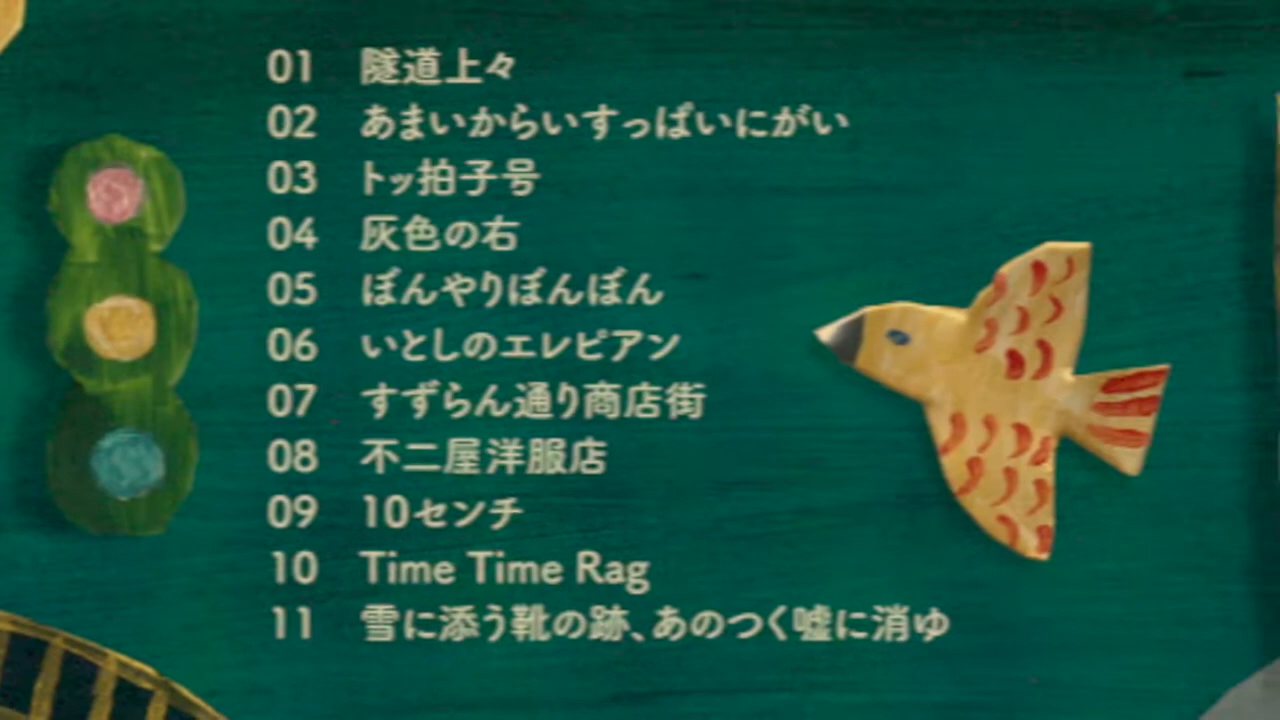 01 隧道上々
02 あまいからいすっぱいにがい
03 トッ拍子号
04 灰色の右
05 ぼんやりぼんぼん
06 いとしのエレピアン
07 すずらん通り商店街
08 不二屋洋服店
09 10センチ
10 Time Time Rag
11 雪に添う靴の跡、あのつく嘘に消ゆ